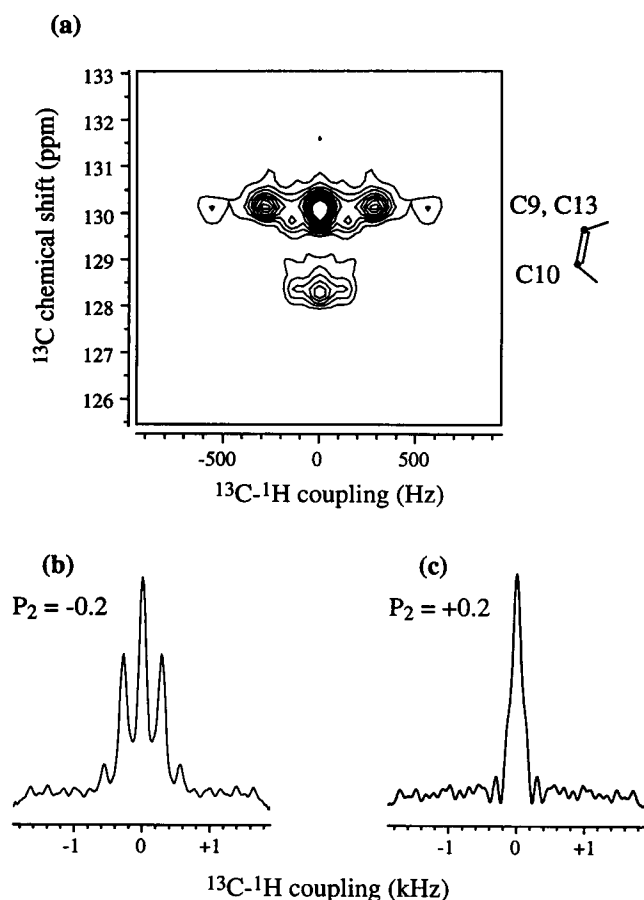 (a)
133
132
131
130
129
128
127
126
¹³C chemical shift (ppm)
C9, C13
C10
-500
0
500
¹³C-¹H coupling (Hz)
(b)
P₂ = -0.2
(c)
P₂ = +0.2
-1
0
+1
-1
0
+1
¹³C-¹H coupling (kHz)